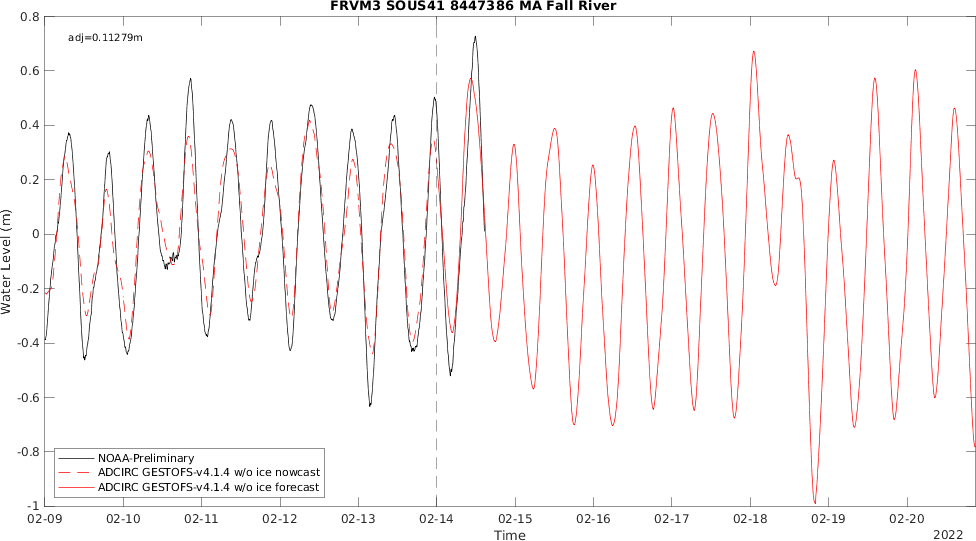 FRVM3 SOUS41 8447386 MA Fall River
adj=0.11279m
0.8
0.6
0.4
0.2
0
-0.2
-0.4
-0.6
-0.8
-1
Water Level (m)
NOAA-Preliminary
ADCIRC GESTOFS-v4.1.4 w/o ice nowcast
ADCIRC GESTOFS-v4.1.4 w/o ice forecast
02-09 02-10 02-11 02-12 02-13 02-14 02-15 02-16 02-17 02-18 02-19 02-20
Time
2022